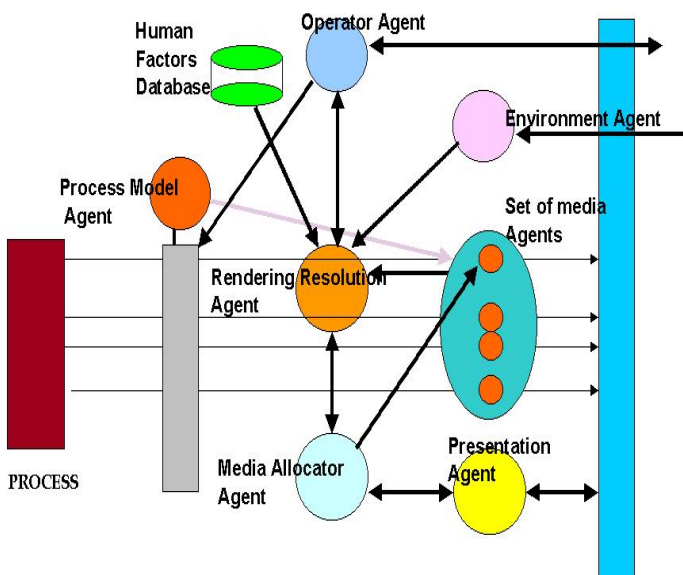 Human
Factors
Database
Operator Agent
Environment Agent
Process Model
Agent
Set of media
Agents
Rendering Resolution
Agent
Media Allocator
Agent
Presentation
Agent
PROCESS